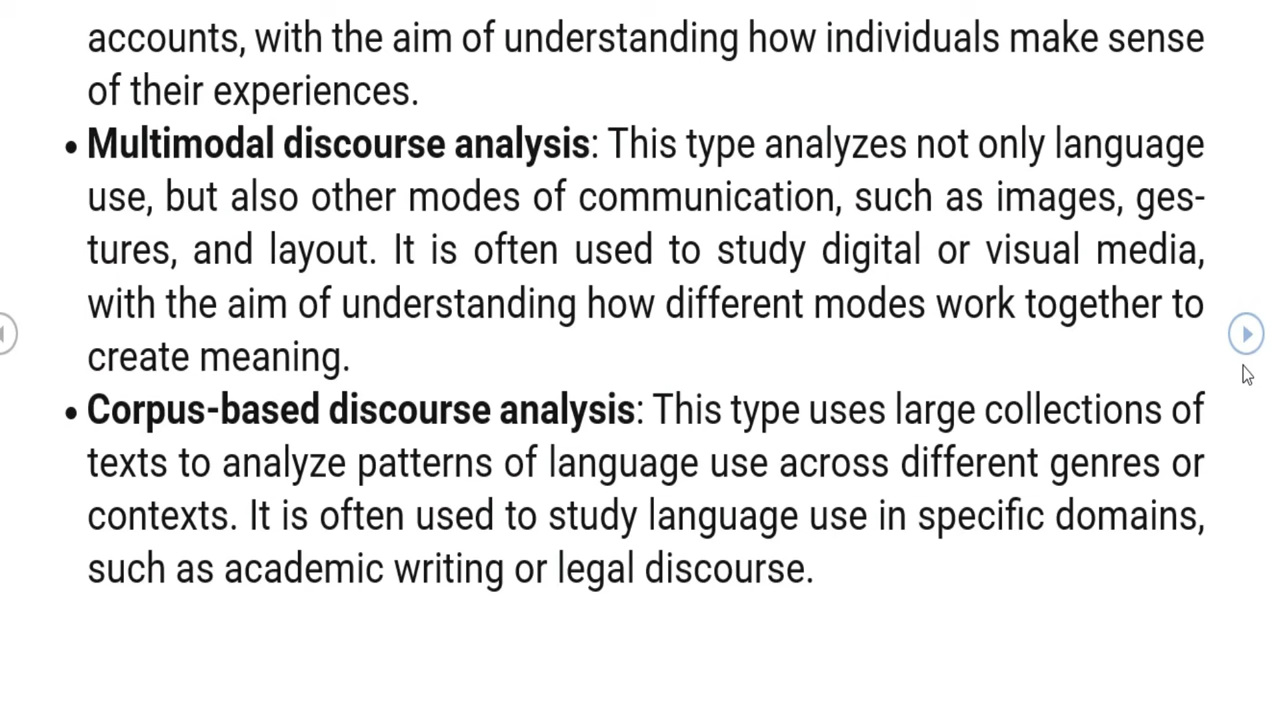 accounts, with the aim of understanding how individuals make sense
of their experiences.
• Multimodal discourse analysis: This type analyzes not only language
use, but also other modes of communication, such as images, ges-
tures, and layout. It is often used to study digital or visual media,
with the aim of understanding how different modes work together to
create meaning.
• Corpus-based discourse analysis: This type uses large collections of
texts to analyze patterns of language use across different genres or
contexts. It is often used to study language use in specific domains,
such as academic writing or legal discourse.